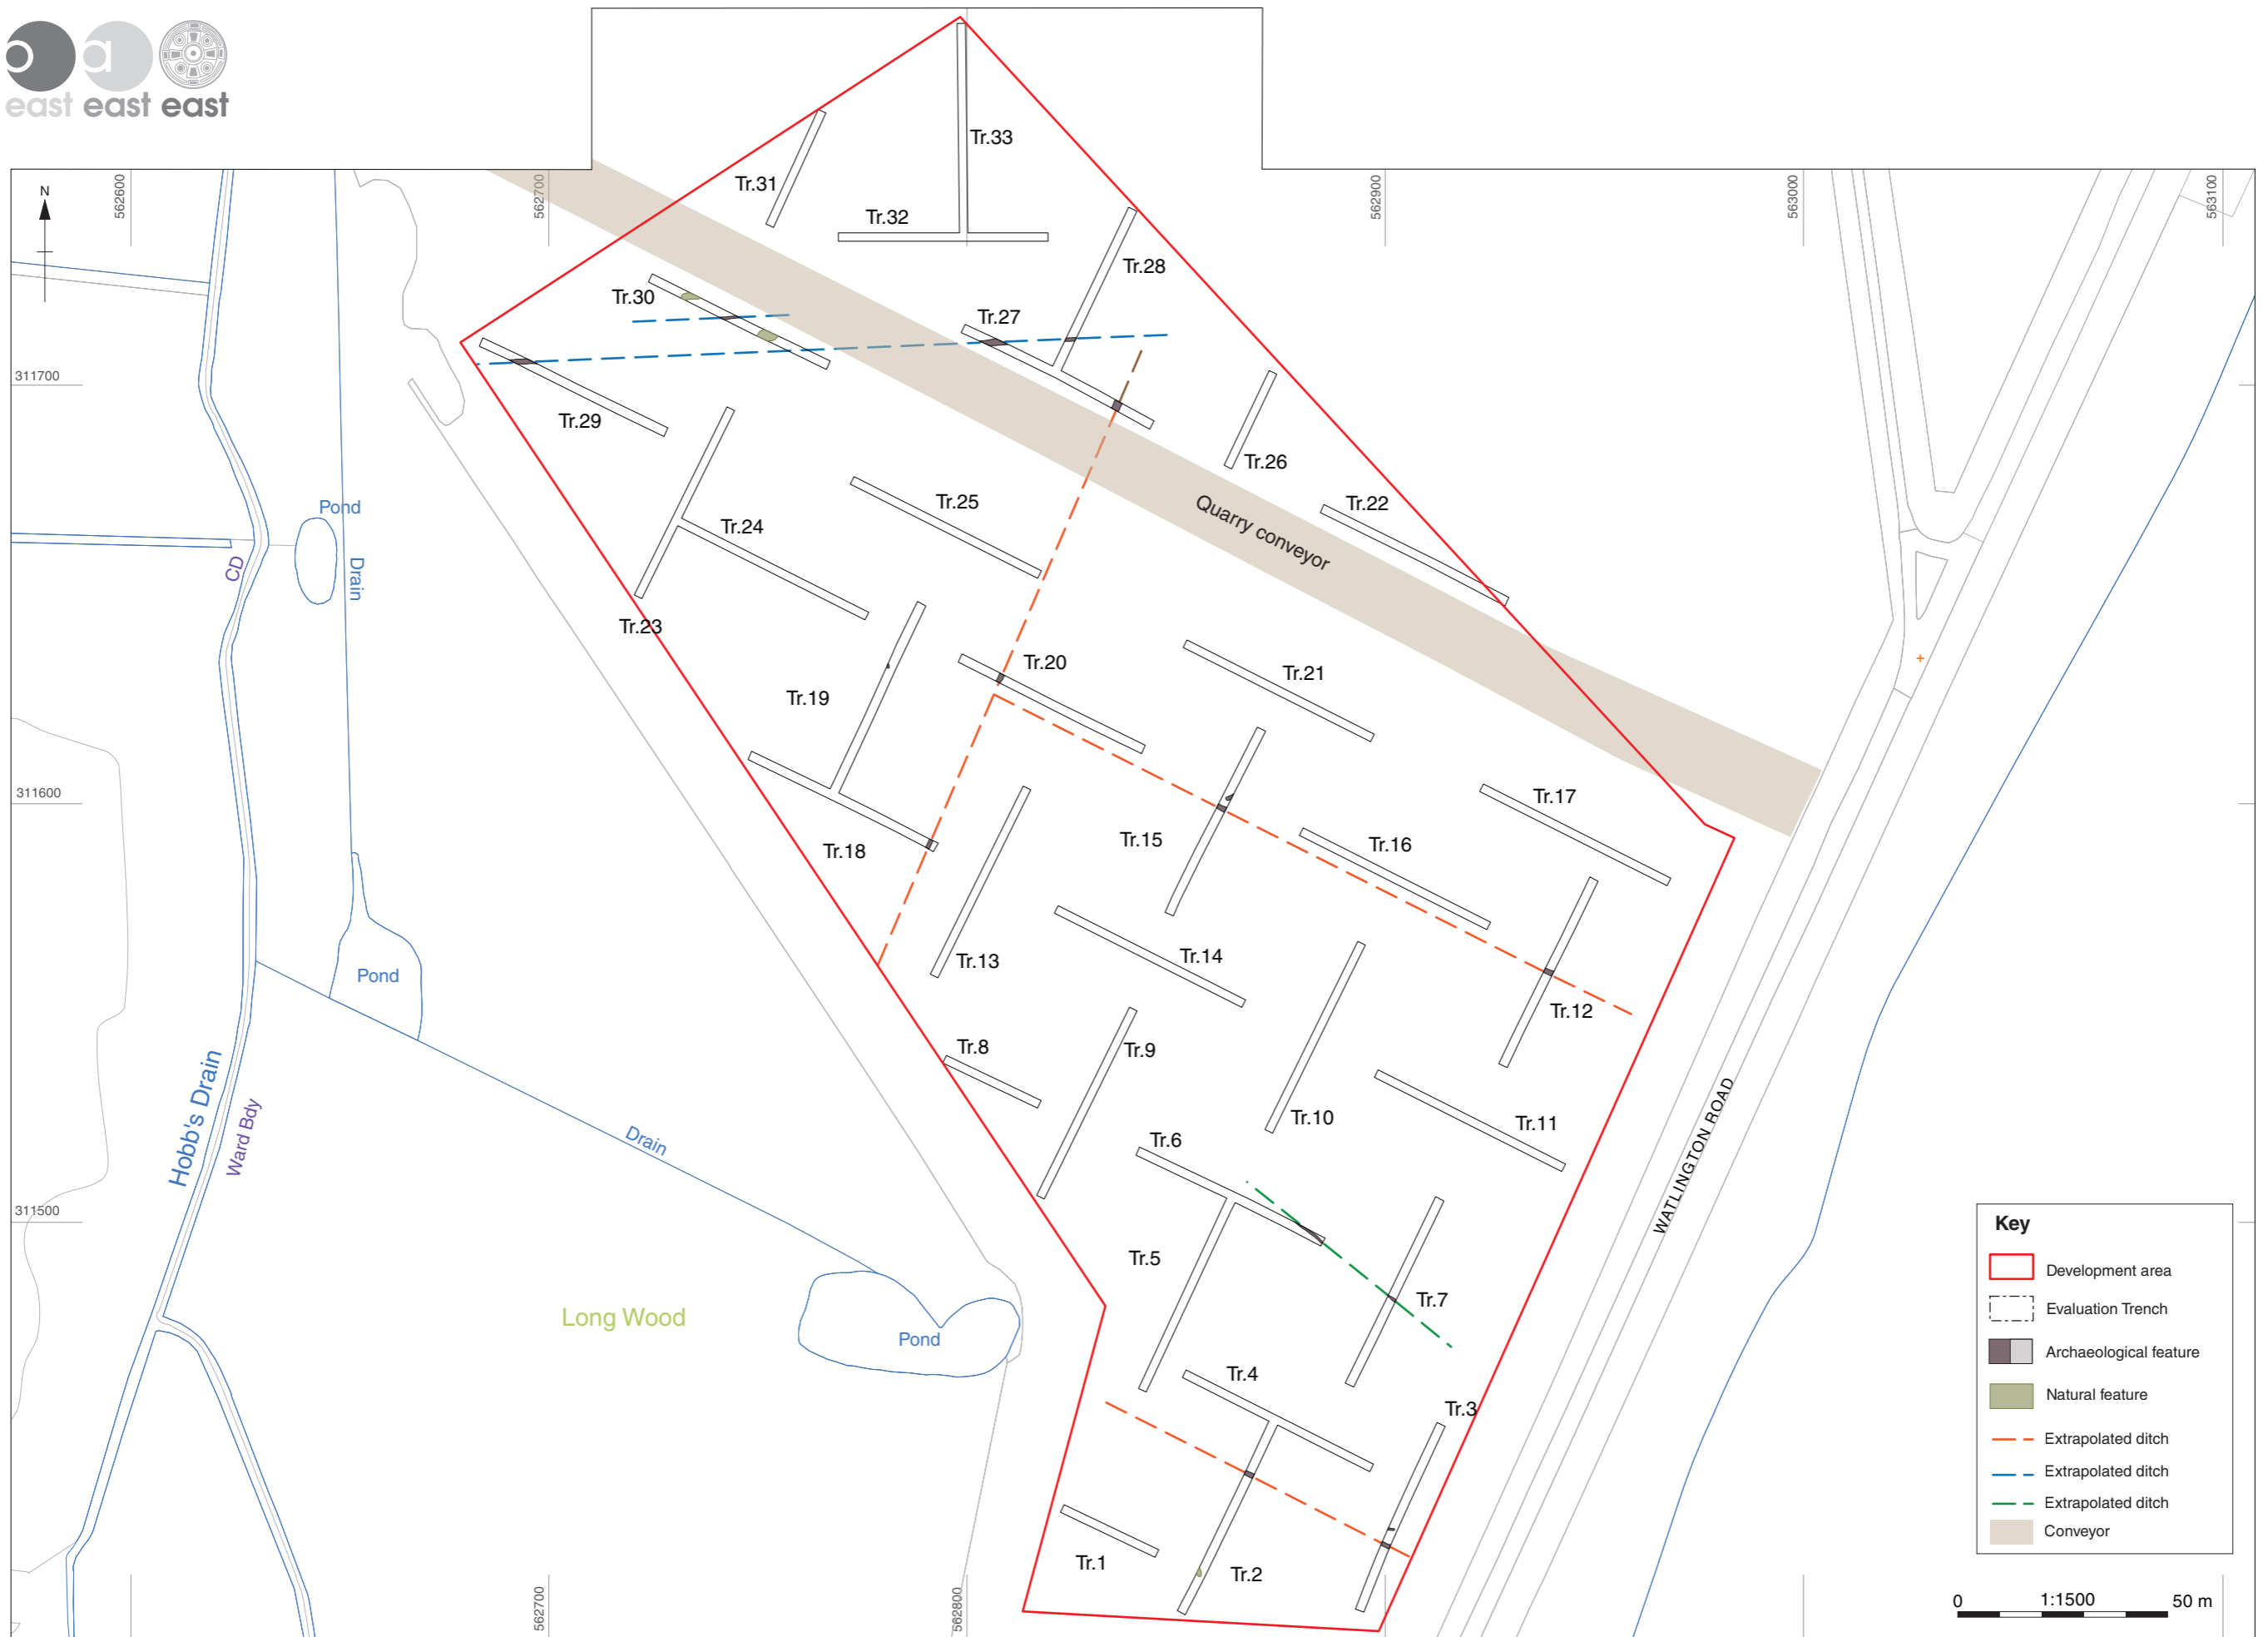 east east east
N
562600
562700
562900
563000
563100
311700
311600
311500
562700
562800
Tr.33
Tr.31
Tr.32
Tr.28
Tr.30
Tr.27
Tr.29
Tr.26
Tr.25
Tr.22
Quarry conveyor
Tr.24
Pond
Drain
CD
Tr.23
Tr.20
Tr.21
Tr.19
Tr.17
Tr.15
Tr.16
Tr.18
Tr.14
Tr.13
Pond
Tr.12
Tr.8
Tr.9
Hobb's Drain
Ward Bdy
Drain
Tr.10
Tr.11
WATLINGTON ROAD
Tr.6
Tr.5
Tr.7
Long Wood
Pond
Tr.4
Tr.3
Tr.1
Tr.2
Key
Development area
Evaluation Trench
Archaeological feature
Natural feature
Extrapolated ditch
Extrapolated ditch
Extrapolated ditch
Conveyor
0 1:1500 50 m